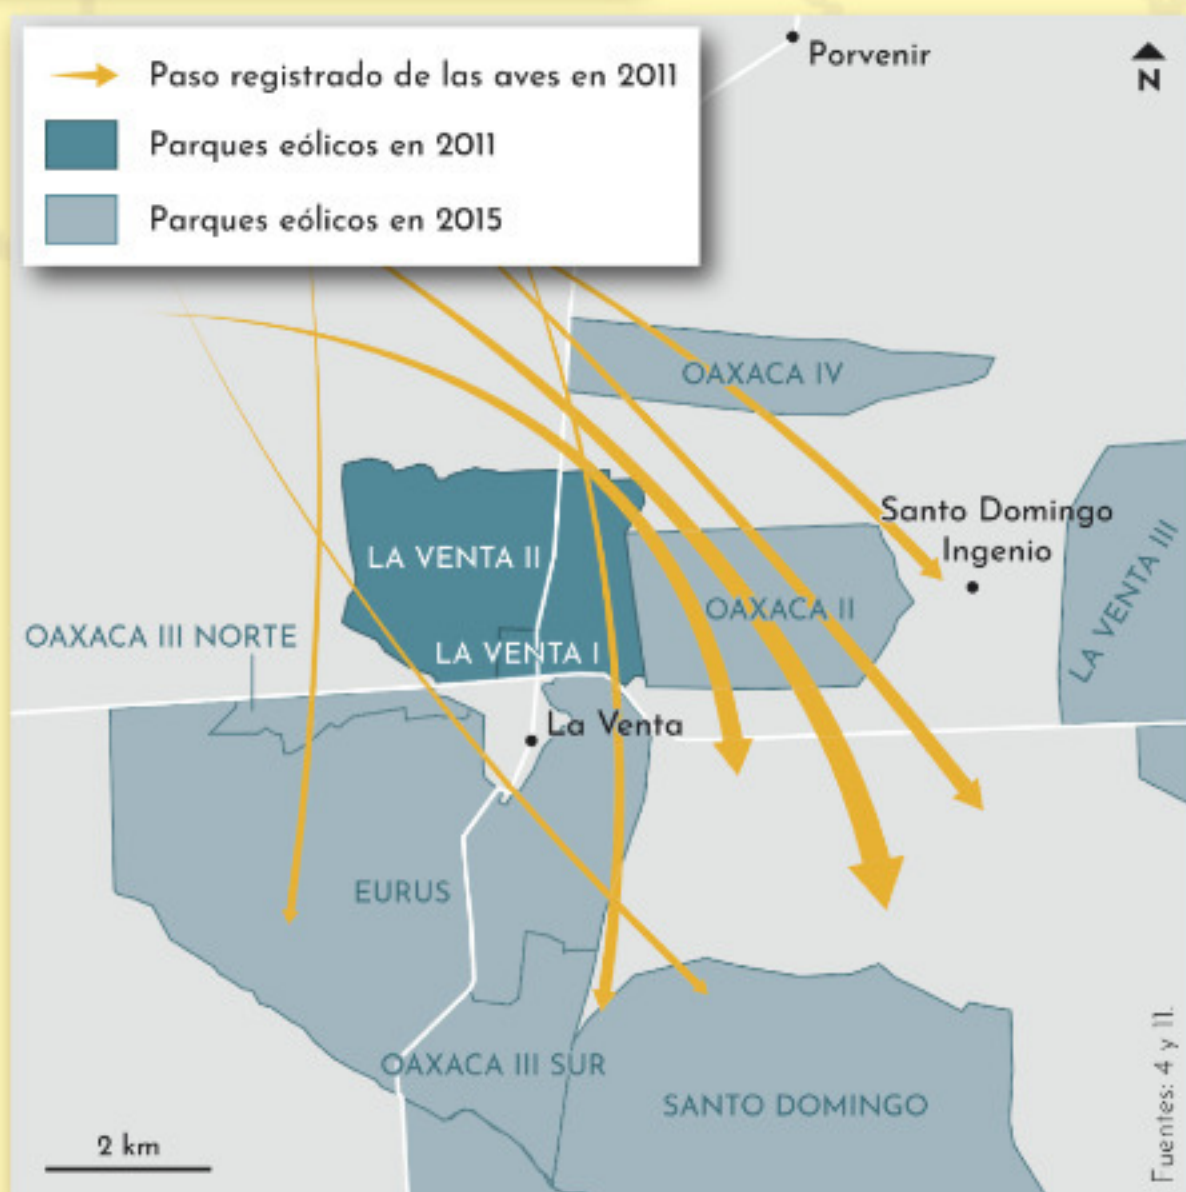 Paso registrado de las aves en 2011
Parques eólicos en 2011
Parques eólicos en 2015
Porvenir
N
OAXACA IV
Santo Domingo
Ingenio
LA VENTA II
OAXACA II
LA VENTA III
OAXACA III NORTE
LA VENTA I
La Venta
EURUS
OAXACA III SUR
SANTO DOMINGO
2 km
Fuentes: 4 y 11.